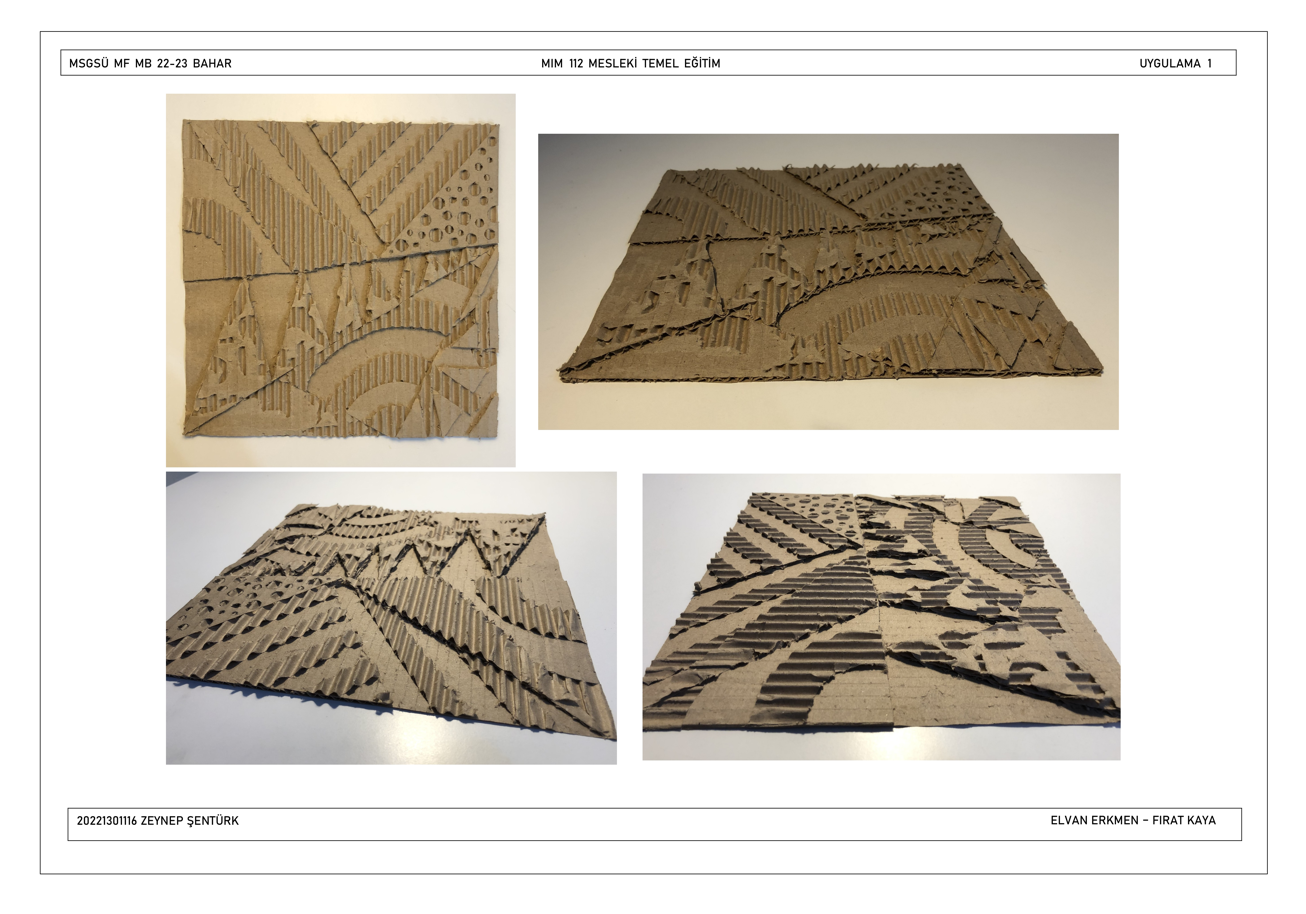 MSGSÜ MF MB 22-23 BAHAR
MIM 112 MESLEKİ TEMEL EĞİTİM
UYGULAMA 1
20221301116 ZEYNEP ŞENTÜRK
ELVAN ERKMEN - FIRAT KAYA